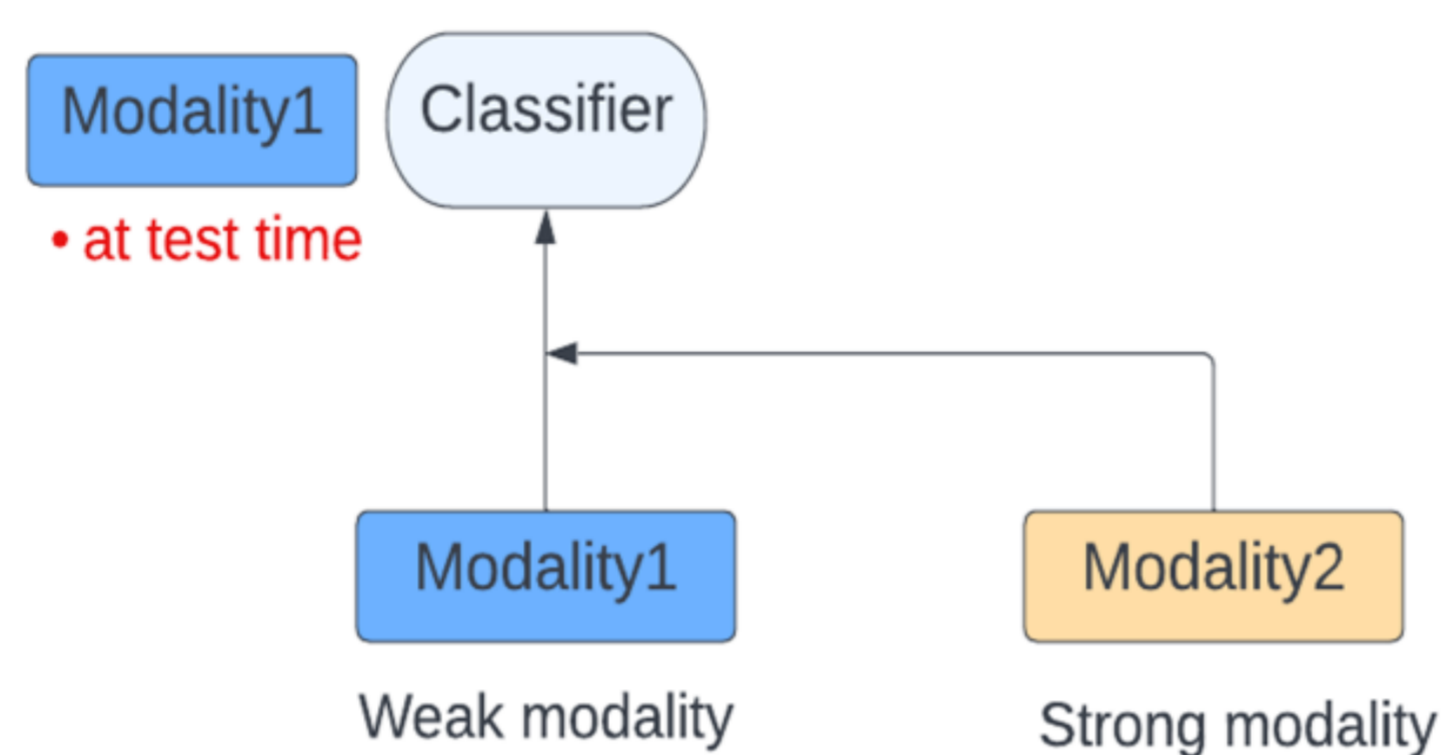 Modality1
Classifier
• at test time
Modality1
Modality2
Weak modality
Strong modality